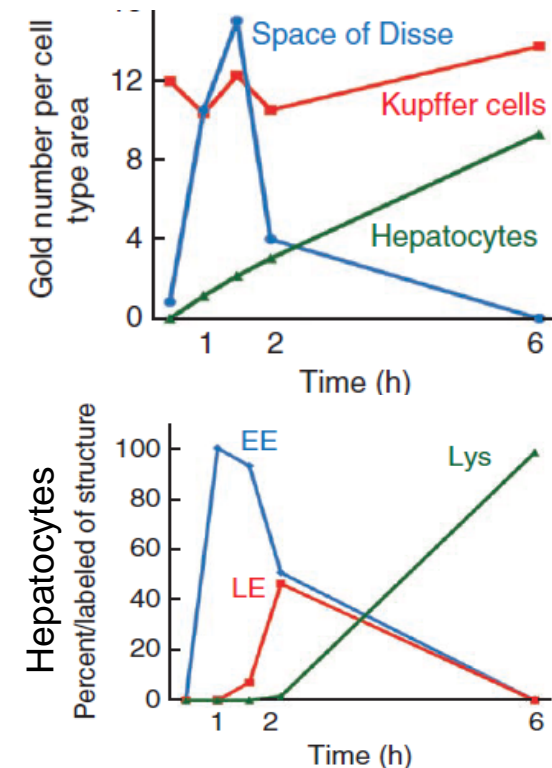 Space of Disse
12
Kupffer cells
8
Hepatocytes
4
0
1
2
6
Time (h)
Gold number per cell
type area
100
EE
Lys
80
60
LE
40
20
0
1
2
6
Time (h)
Hepatocytes
Percent/labeled of structure